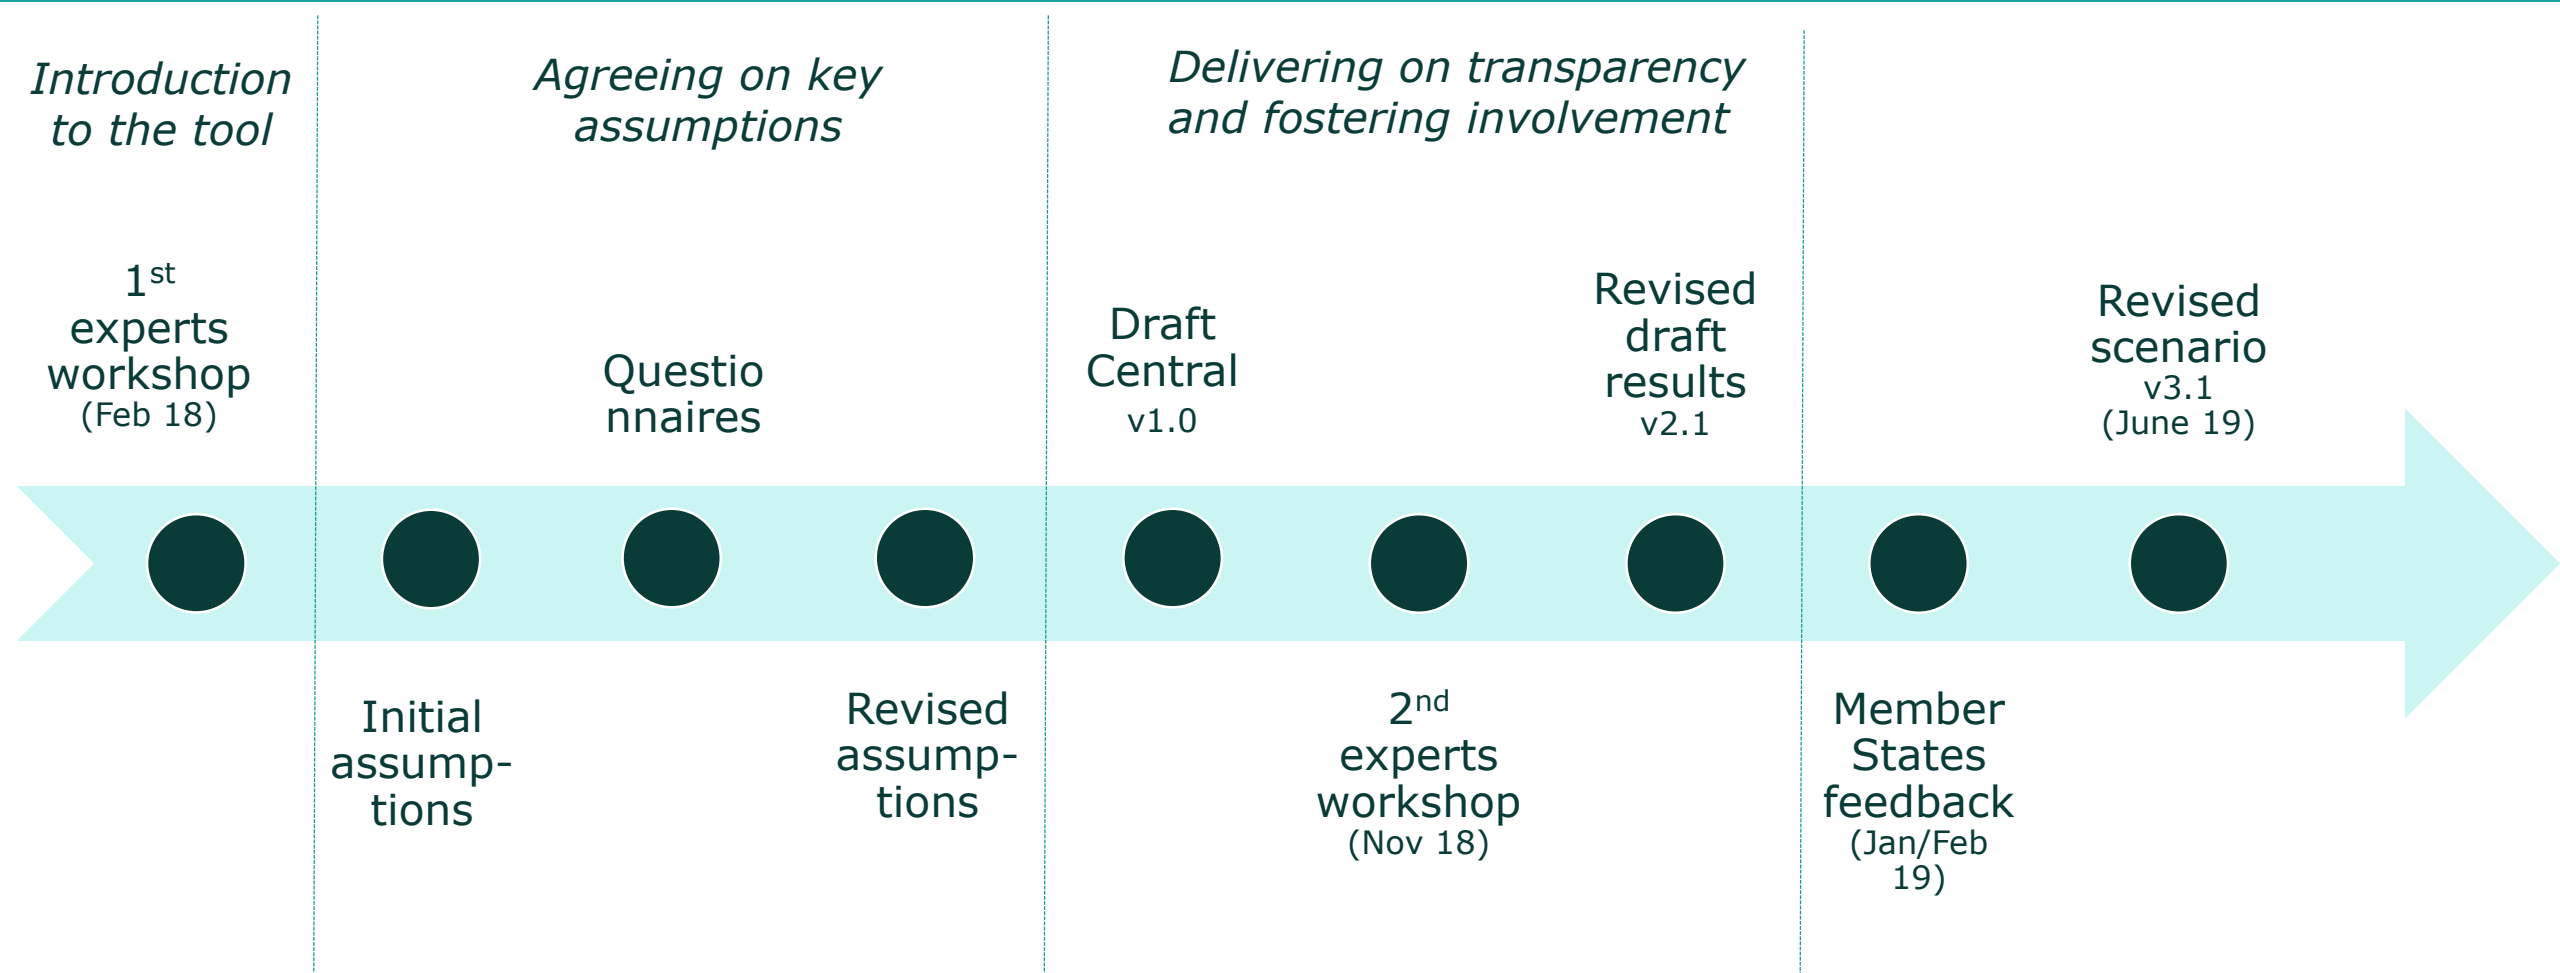 Introduction
to the tool
Agreeing on key
assumptions
Delivering on transparency
and fostering involvement
1st
experts
workshop
(Feb 18)
Questio
nnaires
Draft
Central
v1.0
Revised
draft
results
v2.1
Revised
scenario
v3.1
(June 19)
Initial
assump-
tions
Revised
assump-
tions
2nd
experts
workshop
(Nov 18)
Member
States
feedback
(Jan/Feb
19)